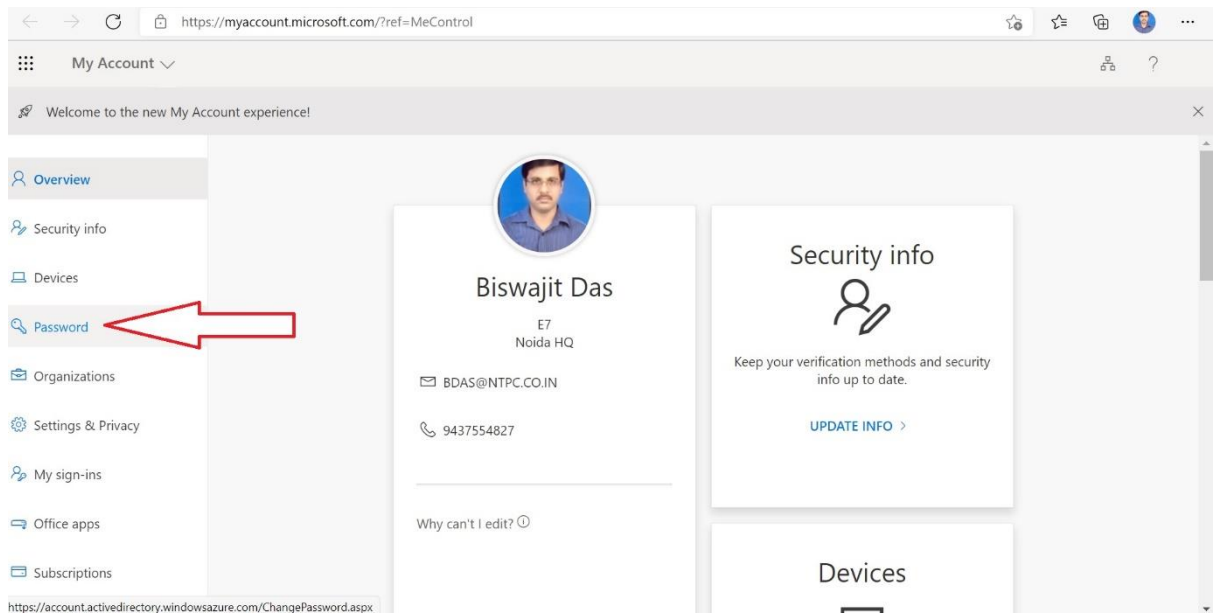 https://myaccount.microsoft.com/?ref=MeControl
My Account
?
Welcome to the new My Account experience!
Overview
Security info
Devices
Password
Organizations
Settings & Privacy
My sign-ins
Office apps
Subscriptions
Biswajit Das
E7
Noida HQ
BDAS@NTPC.CO.IN
9437554827
Why can't I edit?
Security info
Keep your verification methods and security
info up to date.
UPDATE INFO >
Devices
https://account.activedirectory.windowsazure.com/ChangePassword.aspx